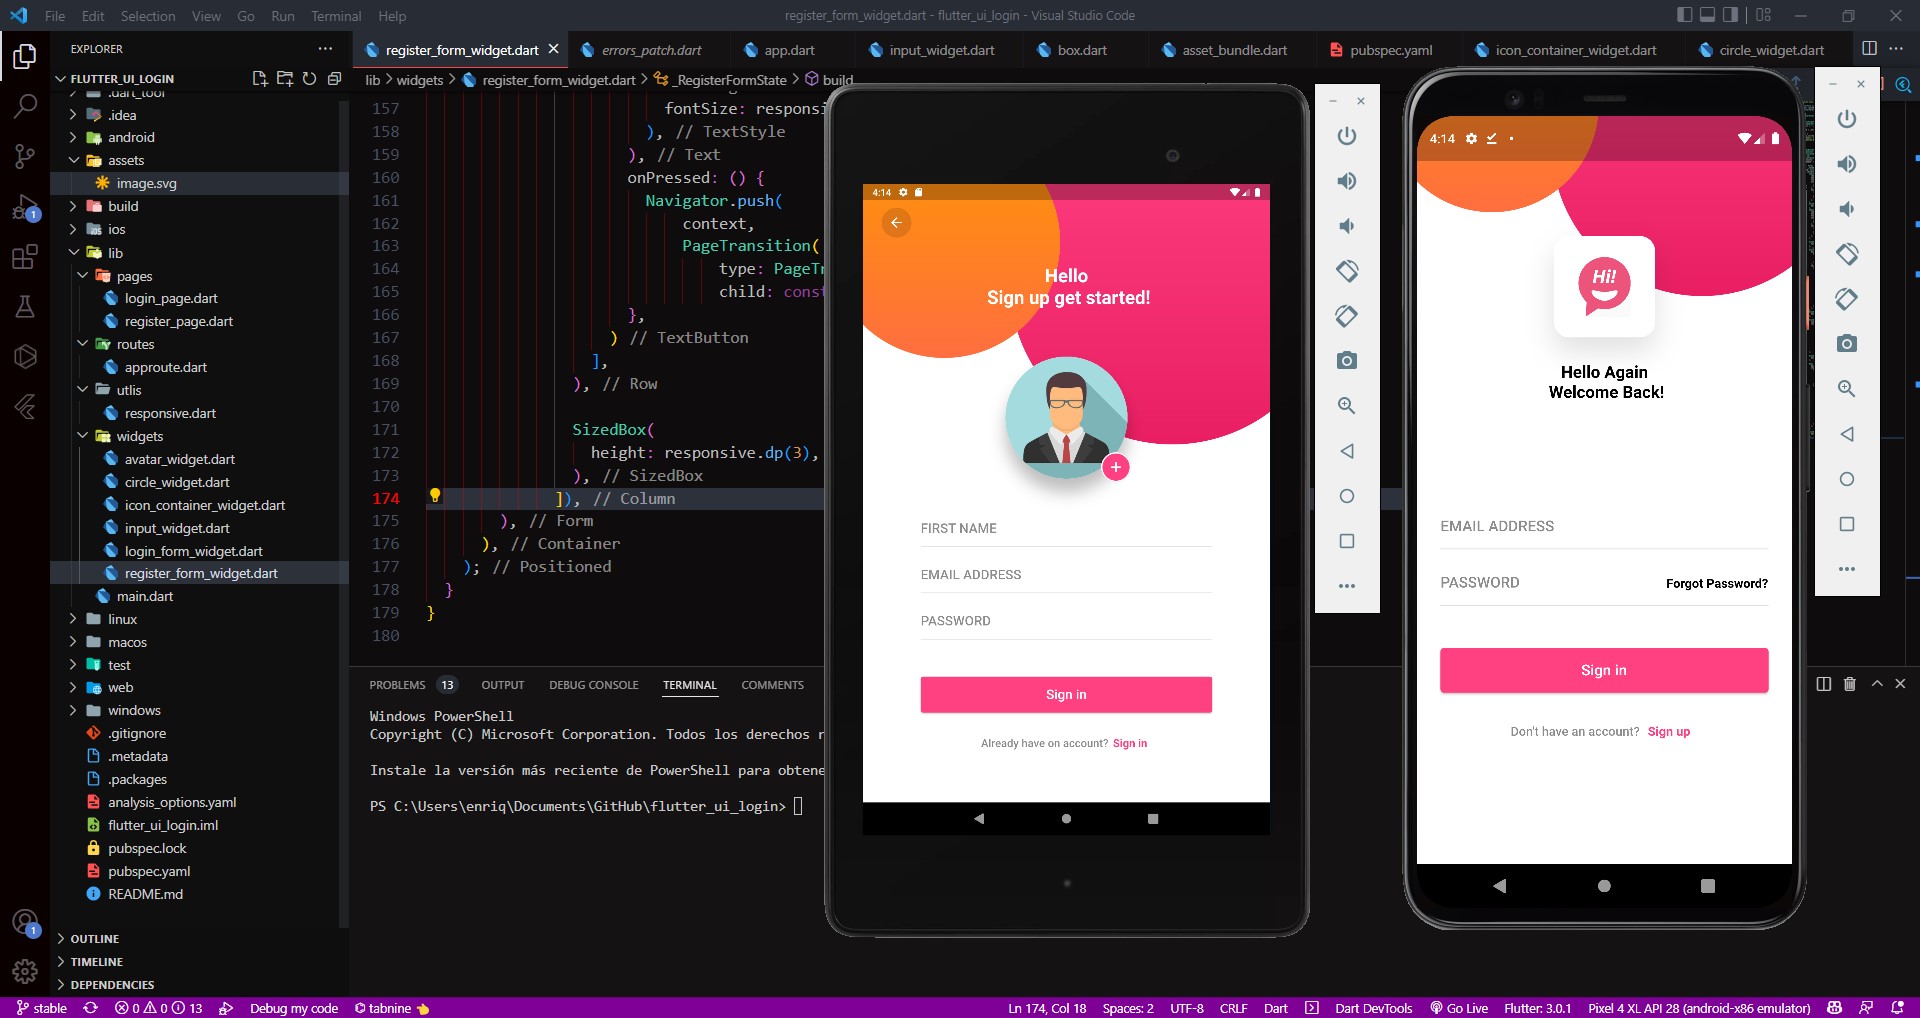 File Edit Selection View Go Run Terminal Help
register_form_widget.dart - flutter_ui_login - Visual Studio Code
EXPLORER
FLUTTER_UI_LOGIN
.dart_tool
.idea
android
assets
image.svg
build
ios
lib
pages
login_page.dart
register_page.dart
routes
approute.dart
utlis
responsive.dart
widgets
avatar_widget.dart
circle_widget.dart
icon_container_widget.dart
input_widget.dart
login_form_widget.dart
register_form_widget.dart
main.dart
linux
macos
test
web
windows
.gitignore
.metadata
.packages
analysis_options.yaml
flutter_ui_login.iml
pubspec.lock
pubspec.yaml
README.md
OUTLINE
TIMELINE
DEPENDENCIES
1
1
register_form_widget.dart errors_patch.dart app.dart input_widget.dart box.dart asset_bundle.dart pubspec.yaml icon_container_widget.dart circle_widget.dart
lib > widgets > register_form_widget.dart > _RegisterFormState > build
157 fontSize: responsi
158 ), // TextStyle
159 ), // Text
160 onPressed: () {
161 Navigator.push(
162 context,
163 PageTransition(
164 type: PageTr
165 child: const
166 },
167 ) // TextButton
168 ],
169 ), // Row
170
171 SizedBox(
172 height: responsive.dp(3),
173 ), // SizedBox
174 ]), // Column
175 ), // Form
176 ), // Container
177 ); // Positioned
178 }
179 }
180
PROBLEMS 13 OUTPUT DEBUG CONSOLE TERMINAL COMMENTS
Windows PowerShell
Copyright (C) Microsoft Corporation. Todos los derechos r
Instale la versión más reciente de PowerShell para obtene
PS C:\Users\enriq\Documents\GitHub\flutter_ui_login>
4:14
Hello
Sign up get started!
FIRST NAME
EMAIL ADDRESS
PASSWORD
Sign in
Already have on account? Sign in
4:14
Hi!
Hello Again
Welcome Back!
EMAIL ADDRESS
PASSWORD Forgot Password?
Sign in
Don't have an account? Sign up
stable 0 0 13 Debug my code tabnine Ln 174, Col 18 Spaces: 2 UTF-8 CRLF Dart Dart DevTools Go Live Flutter: 3.0.1 Pixel 4 XL API 28 (android-x86 emulator)